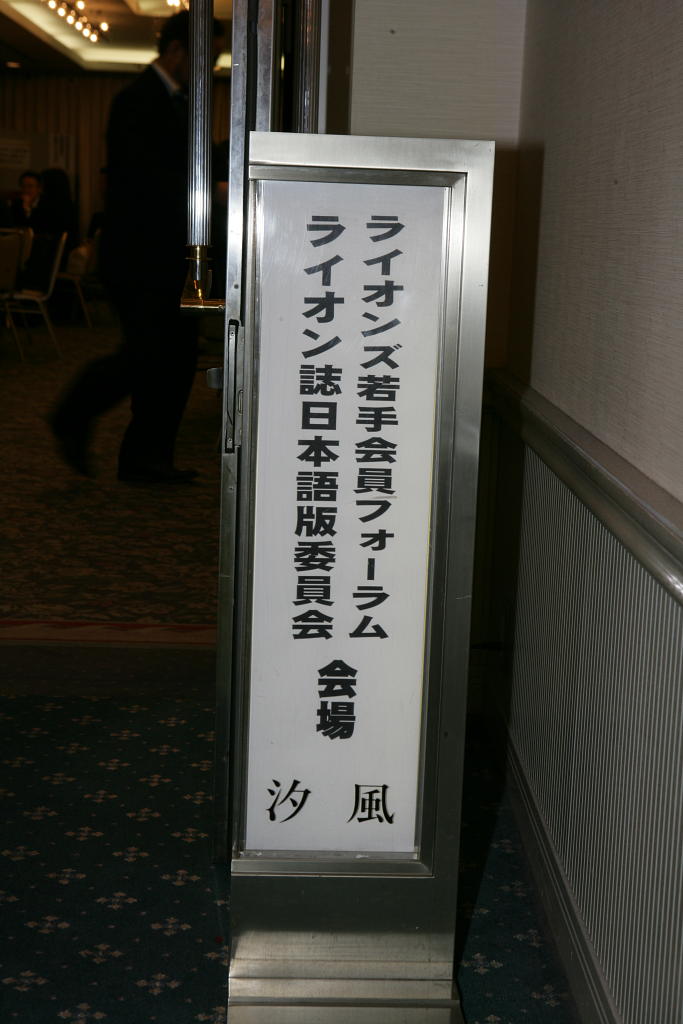 ライオンズ若手会員フォーラム
ライオン誌日本語版委員会
会場
汐風